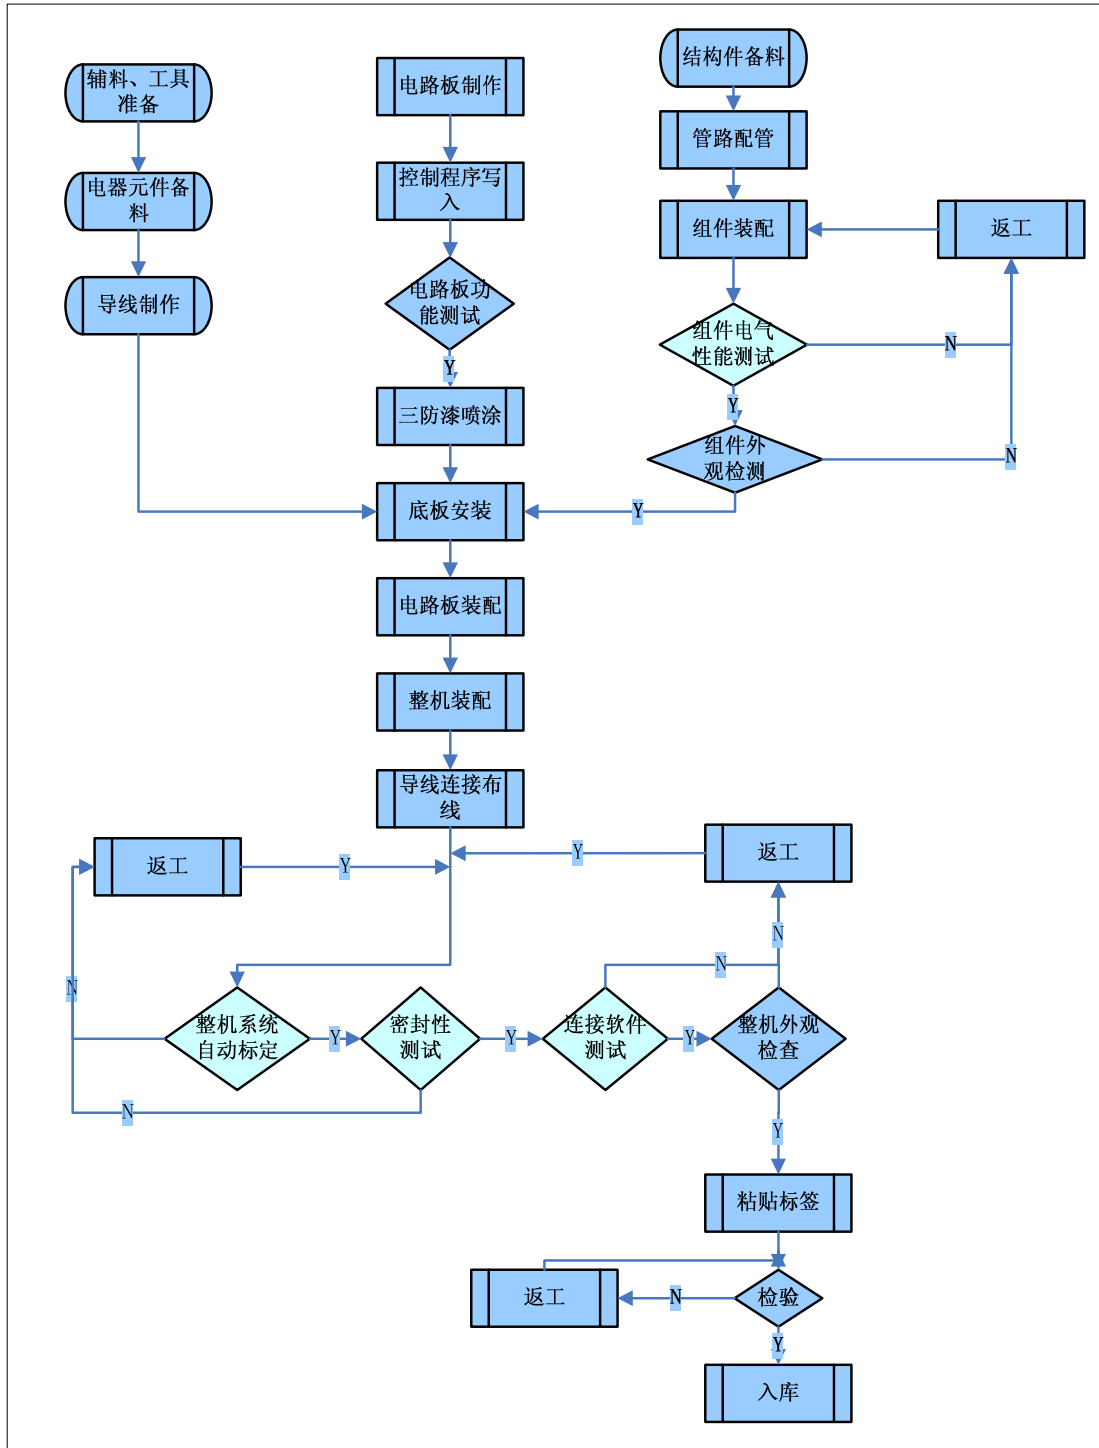 辅料、工具
准备
电器元件备
料
导线制作
电路板制作
控制程序写
入
电路板功
能测试
Y
三防漆喷涂
底板安装
电路板装配
整机装配
导线连接布
线
结构件备料
管路配管
组件装配
返工
组件电气
性能测试
N
Y
组件外
观检测
N
Y
返工
Y
Y
返工
N
N
N
整机系统
自动标定
Y
密封性
测试
Y
连接软件
测试
Y
整机外观
检查
N
Y
粘贴标签
返工
N
检验
Y
入库